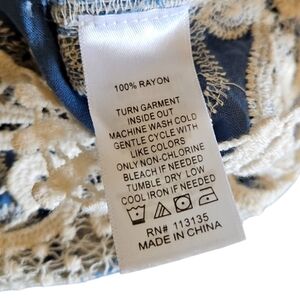 100% RAYON
TURN GARMENT
INSIDE OUT
MACHINE WASH COLD
GENTLE CYCLE WITH
LIKE COLORS
ONLY NON-CHLORINE
BLEACH IF NEEDED
TUMBLE DRY LOW
COOL IRON IF NEEDED
RN# 113135
MADE IN CHINA